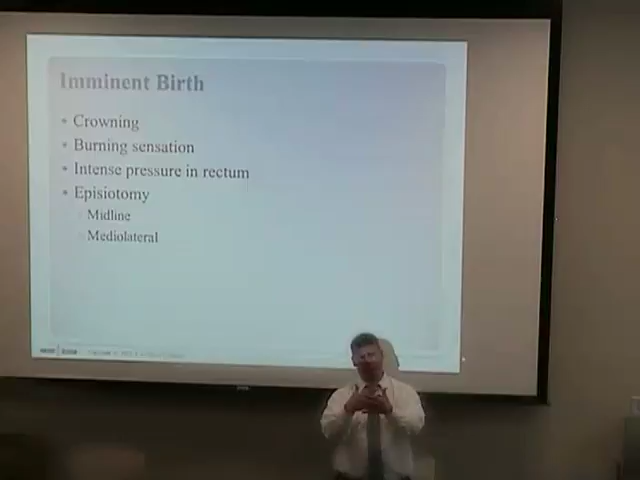 Imminent Birth
• Crowning
• Burning sensation
• Intense pressure in rectum
• Episiotomy
Midline
Mediolateral